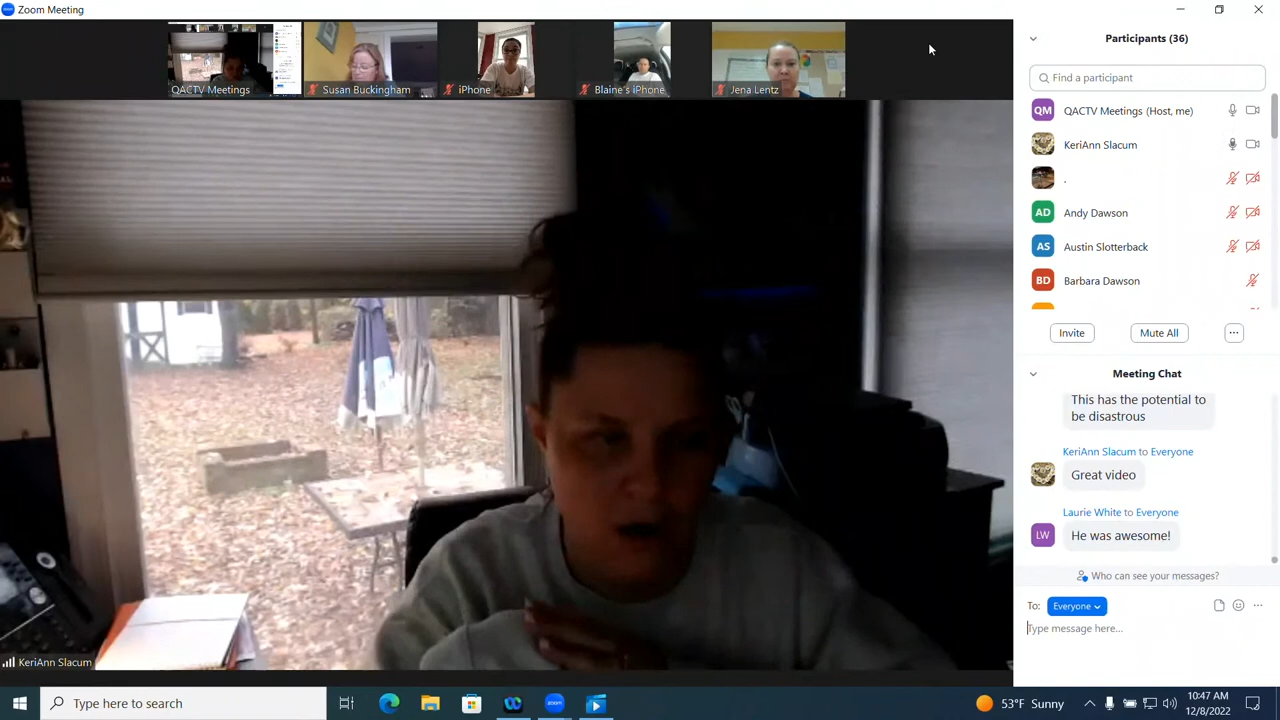 Zoom Meeting
QACTV Meetings
Susan Buckingham
iPhone
Blaine's iPhone
Jena Lentz
Participants (36)
Find a participant
QM QACTV Meetings (Host, me)
KeriAnn Slacum
.
AD Andy Dawson
AS Austin Slotterback
BD Barbara Dawson
Invite
Mute All
...
Meeting Chat
This has the potential to
be disastrous
KeriAnn Slacum to Everyone
Great video
Laurie White to Everyone
LW He was awesome!
Who can see your messages?
To: Everyone
Type message here...
KeriAnn Slacum
Type here to search
zoom
53°F Sunny
10:47 AM
12/8/2022